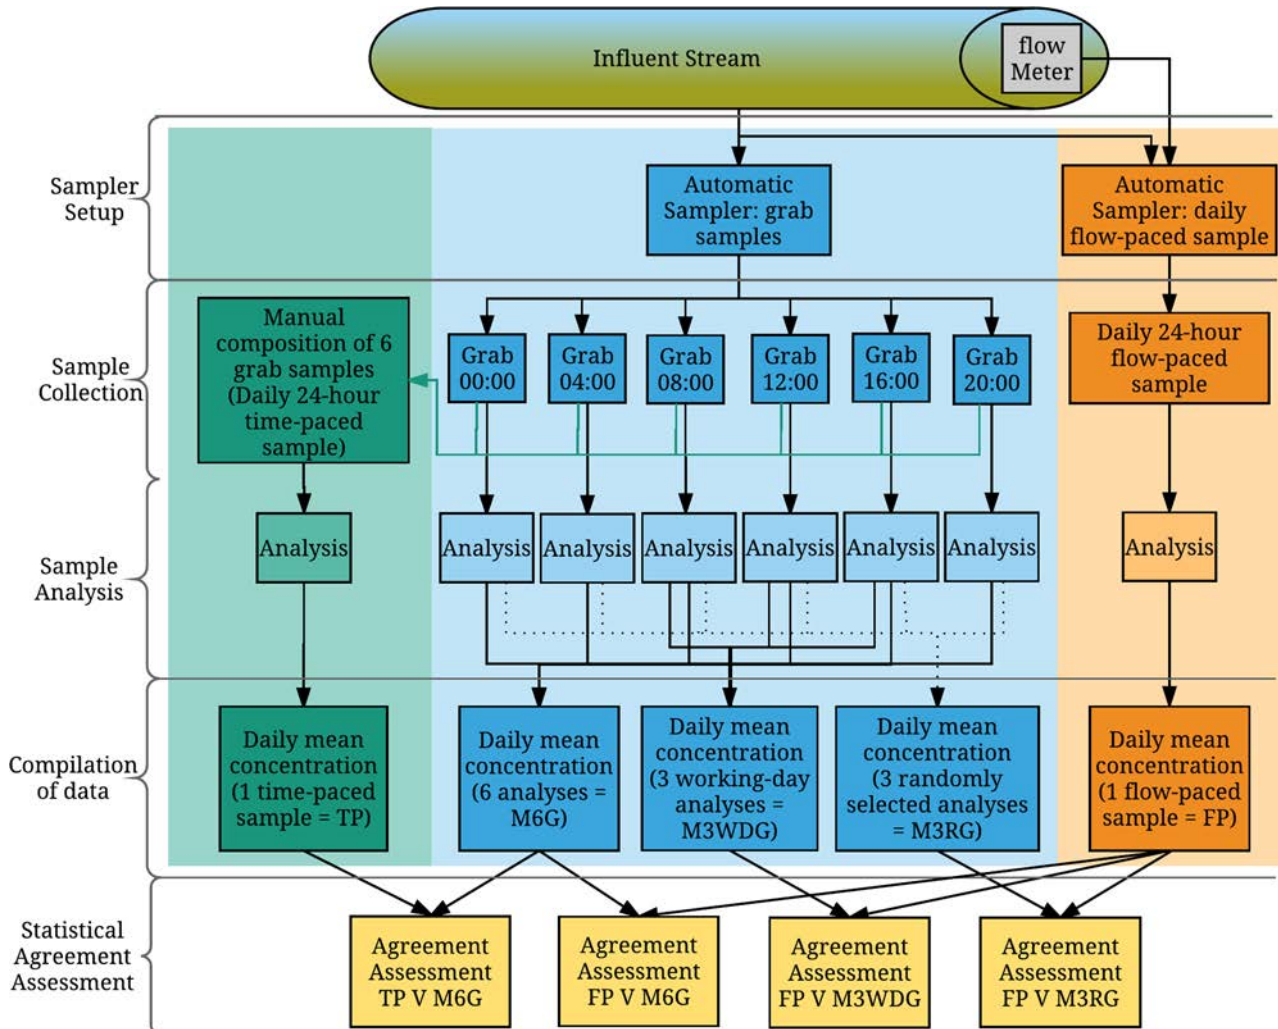 Influent Stream
flow
Meter
Sampler
Setup
Automatic
Sampler: grab
samples
Automatic
Sampler: daily
flow-paced sample
Sample
Collection
Manual
composition of 6
grab samples
(Daily 24-hour
time-paced
sample)
Grab
00:00
Grab
04:00
Grab
08:00
Grab
12:00
Grab
16:00
Grab
20:00
Daily 24-hour
flow-paced
sample
Sample
Analysis
Analysis
Analysis
Analysis
Analysis
Analysis
Analysis
Analysis
Analysis
Compilation
of data
Daily mean
concentration
(1 time-paced
sample = TP)
Daily mean
concentration
(6 analyses =
M6G)
Daily mean
concentration
(3 working-day
analyses =
M3WDG)
Daily mean
concentration
(3 randomly
selected analyses
= M3RG)
Daily mean
concentration
(1 flow-paced
sample = FP)
Statistical
Agreement
Assessment
Agreement
Assessment
TP V M6G
Agreement
Assessment
FP V M6G
Agreement
Assessment
FP V M3WDG
Agreement
Assessment
FP V M3RG